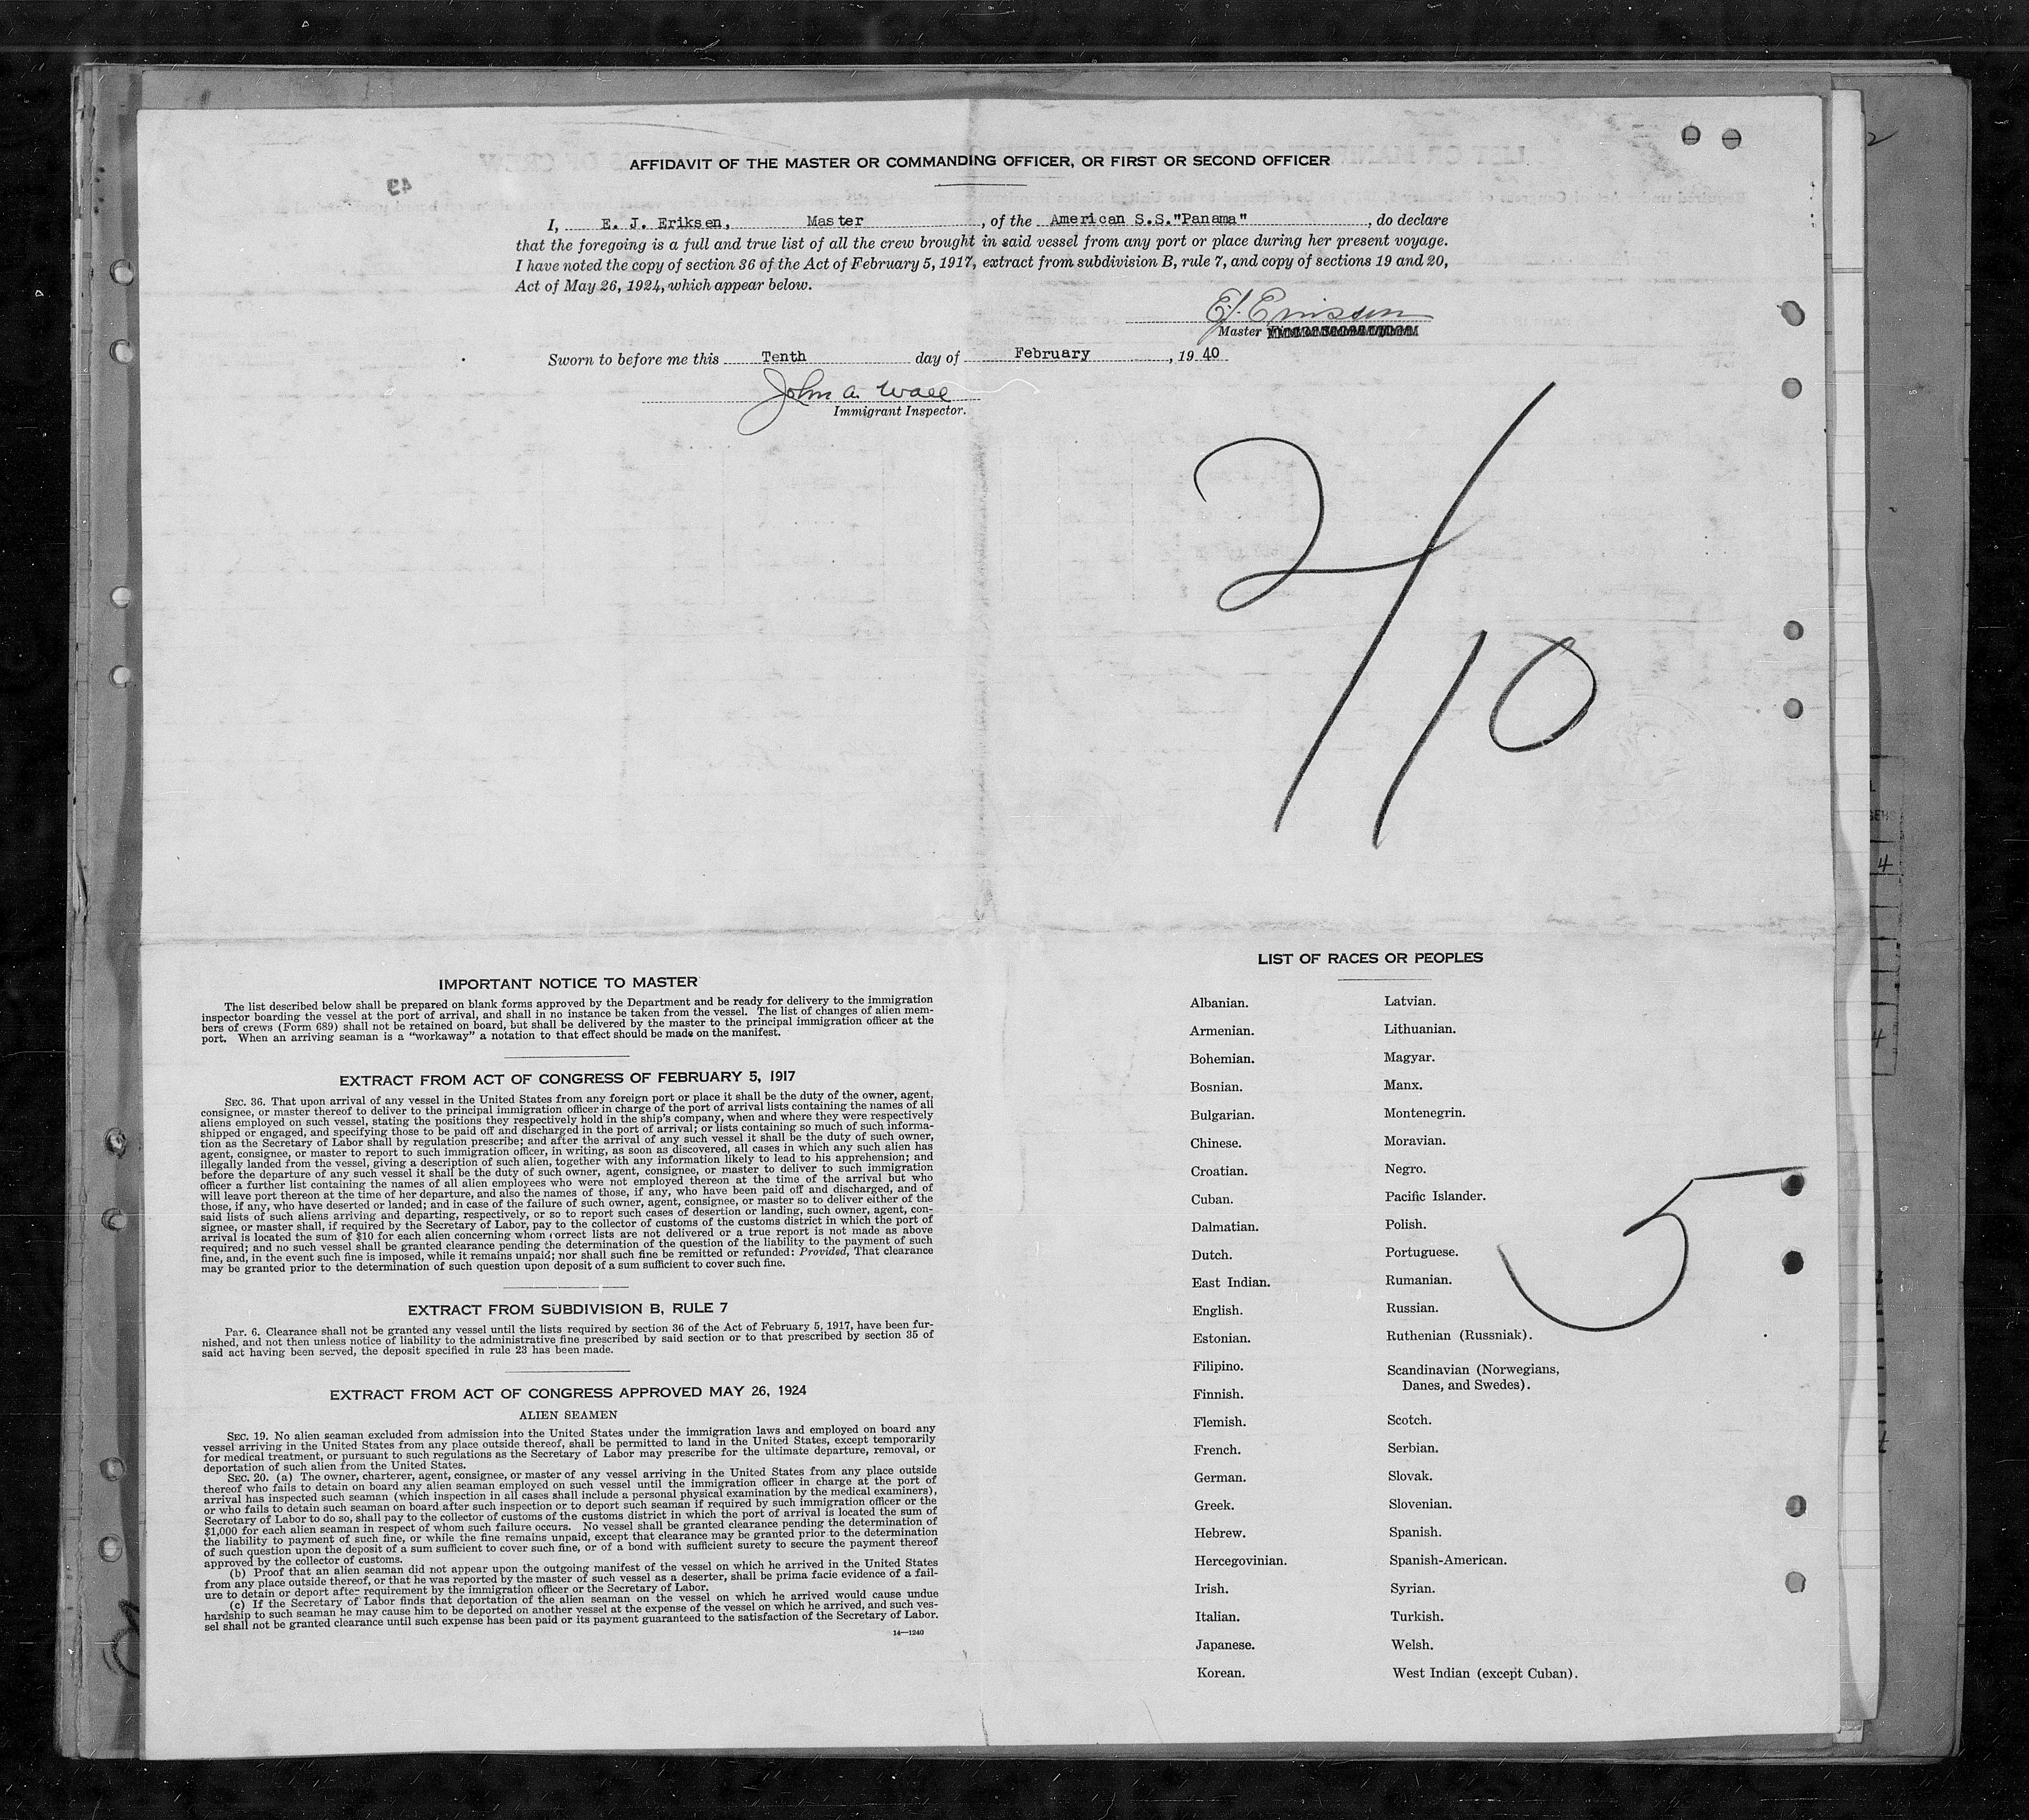 AFFIDAVIT OF THE MASTER OR COMMANDING OFFICER, OR FIRST OR SECOND OFFICER
43
I, E. J. Eriksen, Master, of the American S.S."Panama", do declare
that the foregoing is a full and true list of all the crew brought in said vessel from any port or place during her present voyage.
I have noted the copy of section 36 of the Act of February 5, 1917, extract from subdivision B, rule 7, and copy of sections 19 and 20,
Act of May 26, 1924, which appear below.
E.J. Eriksen
Master
Sworn to before me this Tenth day of February, 1940
John A. Wall
Immigrant Inspector.
2/10
IMPORTANT NOTICE TO MASTER
The list described below shall be prepared on blank forms approved by the Department and be ready for delivery to the immigration
inspector boarding the vessel at the port of arrival, and shall in no instance be taken from the vessel. The list of changes of alien mem-
bers of crews (Form 689) shall not be retained on board, but shall be delivered by the master to the principal immigration officer at the
port. When an arriving seaman is a "workaway" a notation to that effect should be made on the manifest.
EXTRACT FROM ACT OF CONGRESS OF FEBRUARY 5, 1917
SEC. 36. That upon arrival of any vessel in the United States from any foreign port or place it shall be the duty of the owner, agent,
consignee, or master thereof to deliver to the principal immigration officer in charge of the port of arrival lists containing the names of all
aliens employed on such vessel, stating the positions they respectively hold in the ship's company, when and where they were respectively
shipped or engaged, and specifying those to be paid off and discharged in the port of arrival; or lists containing so much of such informa-
tion as the Secretary of Labor shall by regulation prescribe; and after the arrival of any such vessel it shall be the duty of such owner,
agent, consignee, or master to report to such immigration officer, in writing, as soon as discovered, all cases in which any such alien has
illegally landed from the vessel, giving a description of such alien, together with any information likely to lead to his apprehension; and
before the departure of any such vessel it shall be the duty of such owner, agent, consignee, or master to deliver to such immigration
officer a further list containing the names of all alien employees who were not employed thereon at the time of the arrival but who
will leave port thereon at the time of her departure, and also the names of those, if any, who have been paid off and discharged, and of
those, if any, who have deserted or landed; and in case of the failure of such owner, agent, consignee, or master so to deliver either of the
said lists of such aliens arriving and departing, respectively, or so to report such cases of desertion or landing, such owner, agent, con-
signee, or master shall, if required by the Secretary of Labor, pay to the collector of customs of the customs district in which the port of
arrival is located the sum of $10 for each alien concerning whom correct lists are not delivered or a true report is not made as above
required; and no such vessel shall be granted clearance pending the determination of the question of the liability to the payment of such
fine, and, in the event such fine is imposed, while it remains unpaid; nor shall such fine be remitted or refunded: Provided, That clearance
may be granted prior to the determination of such question upon deposit of a sum sufficient to cover such fine.
EXTRACT FROM SUBDIVISION B, RULE 7
PAR. 6. Clearance shall not be granted any vessel until the lists required by section 36 of the Act of February 5, 1917, have been fur-
nished, and not then unless notice of liability to the administrative fine prescribed by said section or to that prescribed by section 35 of
said act having been served, the deposit specified in rule 23 has been made.
EXTRACT FROM ACT OF CONGRESS APPROVED MAY 26, 1924
ALIEN SEAMEN
SEC. 19. No alien seaman excluded from admission into the United States under the immigration laws and employed on board any
vessel arriving in the United States from any place outside thereof, shall be permitted to land in the United States, except temporarily
for medical treatment, or pursuant to such regulations as the Secretary of Labor may prescribe for the ultimate departure, removal, or
deportation of such alien from the United States.
SEC. 20. (a) The owner, charterer, agent, consignee, or master of any vessel arriving in the United States from any place outside
thereof who fails to detain on board any alien seaman employed on such vessel until the immigration officer in charge at the port of
arrival has inspected such seaman (which inspection in all cases shall include a personal physical examination by the medical examiners),
or who fails to detain such seaman on board after such inspection or to deport such seaman if required by such immigration officer or the
Secretary of Labor to do so, shall pay to the collector of customs of the customs district in which the port of arrival is located the sum of
$1,000 for each alien seaman in respect of whom such failure occurs. No vessel shall be granted clearance pending the determination of
the liability to payment of such fine, or while the fine remains unpaid, except that clearance may be granted prior to the determination
of such question upon the deposit of a sum sufficient to cover such fine, or of a bond with sufficient surety to secure the payment thereof
approved by the collector of customs.
(b) Proof that an alien seaman did not appear upon the outgoing manifest of the vessel on which he arrived in the United States
from any place outside thereof, or that he was reported by the master of such vessel as a deserter, shall be prima facie evidence of a fail-
ure to detain or deport after requirement by the immigration officer or the Secretary of Labor.
(c) If the Secretary of Labor finds that deportation of the alien seaman on the vessel on which he arrived would cause undue
hardship to such seaman he may cause him to be deported on another vessel at the expense of the vessel on which he arrived, and such ves-
sel shall not be granted clearance until such expense has been paid or its payment guaranteed to the satisfaction of the Secretary of Labor.
14—1240
LIST OF RACES OR PEOPLES
Albanian.
Armenian.
Bohemian.
Bosnian.
Bulgarian.
Chinese.
Croatian.
Cuban.
Dalmatian.
Dutch.
East Indian.
English.
Estonian.
Filipino.
Finnish.
Flemish.
French.
German.
Greek.
Hebrew.
Hercegovinian.
Irish.
Italian.
Japanese.
Korean.
Latvian.
Lithuanian.
Magyar.
Manx.
Montenegrin.
Moravian.
Negro.
Pacific Islander.
Polish.
Portuguese.
Rumanian.
Russian.
Ruthenian (Russniak).
Scandinavian (Norwegians,
Danes, and Swedes).
Scotch.
Serbian.
Slovak.
Slovenian.
Spanish.
Spanish-American.
Syrian.
Turkish.
Welsh.
West Indian (except Cuban).
5
2
4
4